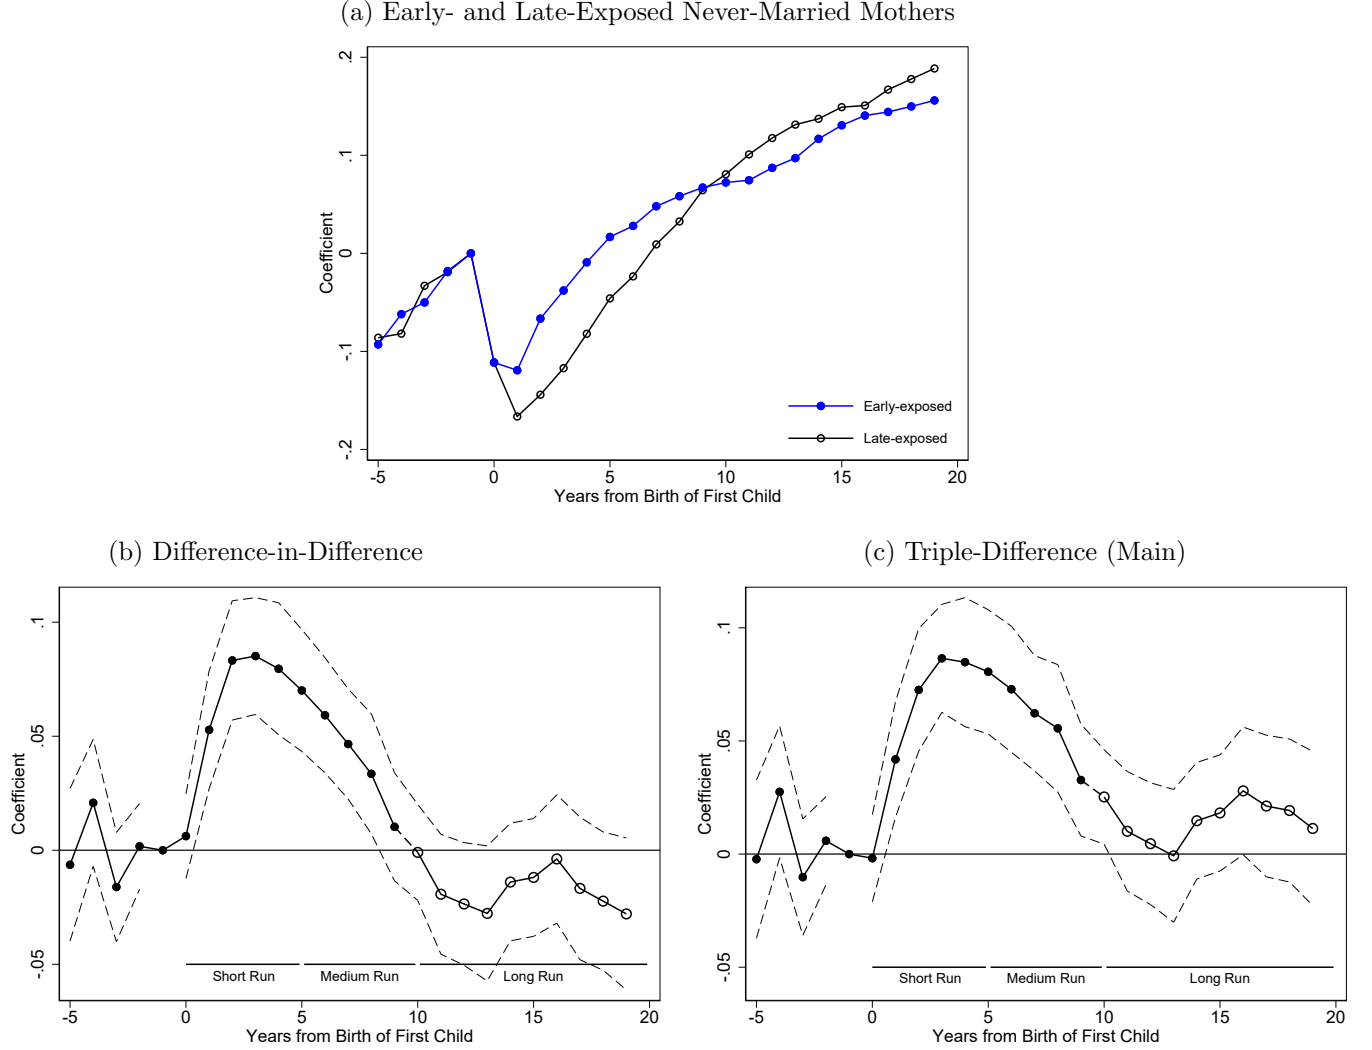 (a) Early- and Late-Exposed Never-Married Mothers
Coefficient
.2
.1
0
-.1
-.2
Early-exposed
Late-exposed
-5 0 5 10 15 20
Years from Birth of First Child
(b) Difference-in-Difference
Coefficient
.1
.05
0
-.05
Short Run Medium Run Long Run
-5 0 5 10 15 20
Years from Birth of First Child
(c) Triple-Difference (Main)
Coefficient
.1
.05
0
-.05
Short Run Medium Run Long Run
-5 0 5 10 15 20
Years from Birth of First Child